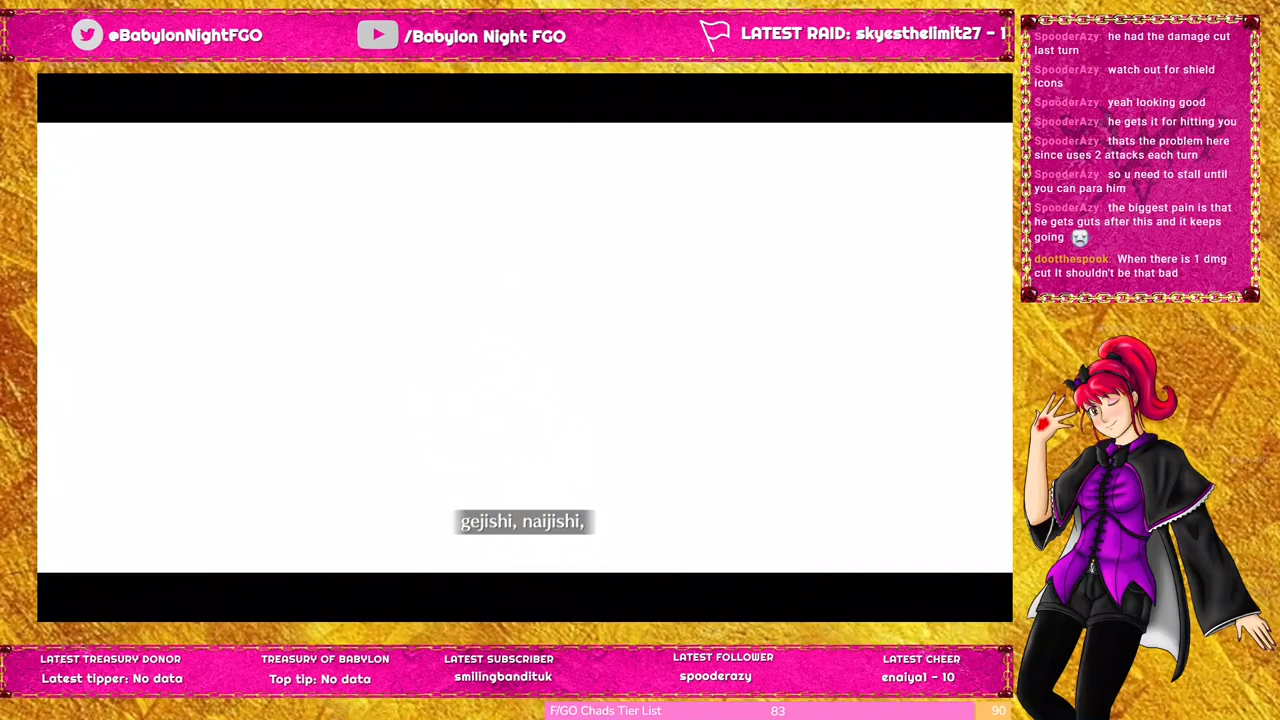 @BabylonNightFGO
/Babylon Night FGO
LATEST RAID: skyesthelimit27 - 1
SpooderAzy: he had the damage cut
last turn
SpooderAzy: watch out for shield
icons
SpooderAzy: yeah looking good
SpooderAzy: he gets it for hitting you
SpooderAzy: thats the problem here
since uses 2 attacks each turn
SpooderAzy: so u need to stall until
you can para him
SpooderAzy: the biggest pain is that
he gets guts after this and it keeps
going
dootthespook: When there is 1 dmg
cut It shouldn't be that bad
gejishi, naijishi,
LATEST TREASURY DONOR
Latest tipper: No data
TREASURY OF BABYLON
Top tip: No data
LATEST SUBSCRIBER
smilingbandituk
LATEST FOLLOWER
spooderazy
LATEST CHEER
enaiya1 - 10
F/GO Chads Tier List 83 90